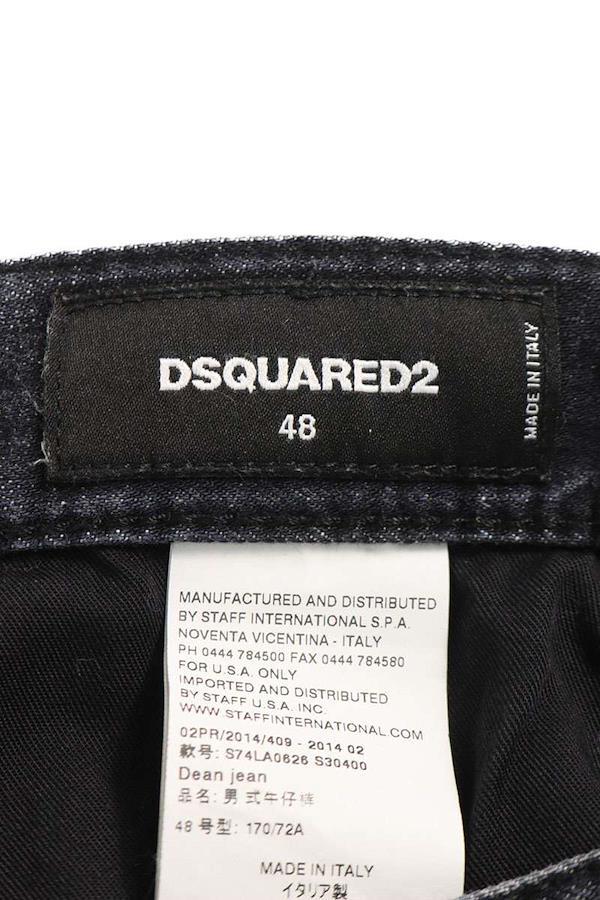 DSQUARED2
48
MADE IN ITALY
MANUFACTURED AND DISTRIBUTED
BY STAFF INTERNATIONAL S.P.A.
NOVENTA VICENTINA - ITALY
PH 0444 784500 FAX 0444 784580
FOR U.S.A. ONLY
IMPORTED AND DISTRIBUTED
BY STAFF U.S.A. INC.
WWW.STAFFINTERNATIONAL.COM
02PR/2014/409 - 2014 02
款号: S74LA0626 S30400
Dean jean
品名: 男式牛仔裤
48 号型: 170/72A
MADE IN ITALY
イタリア製